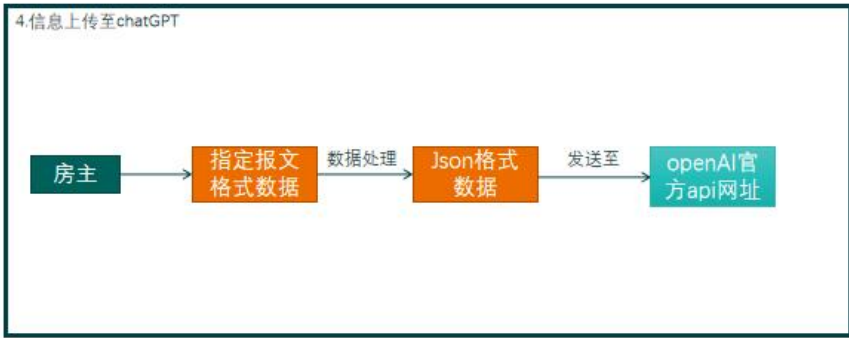 4.信息上传至chatGPT
房主
指定报文
格式数据
数据处理
Json格式
数据
发送至
openAI官
方api网址